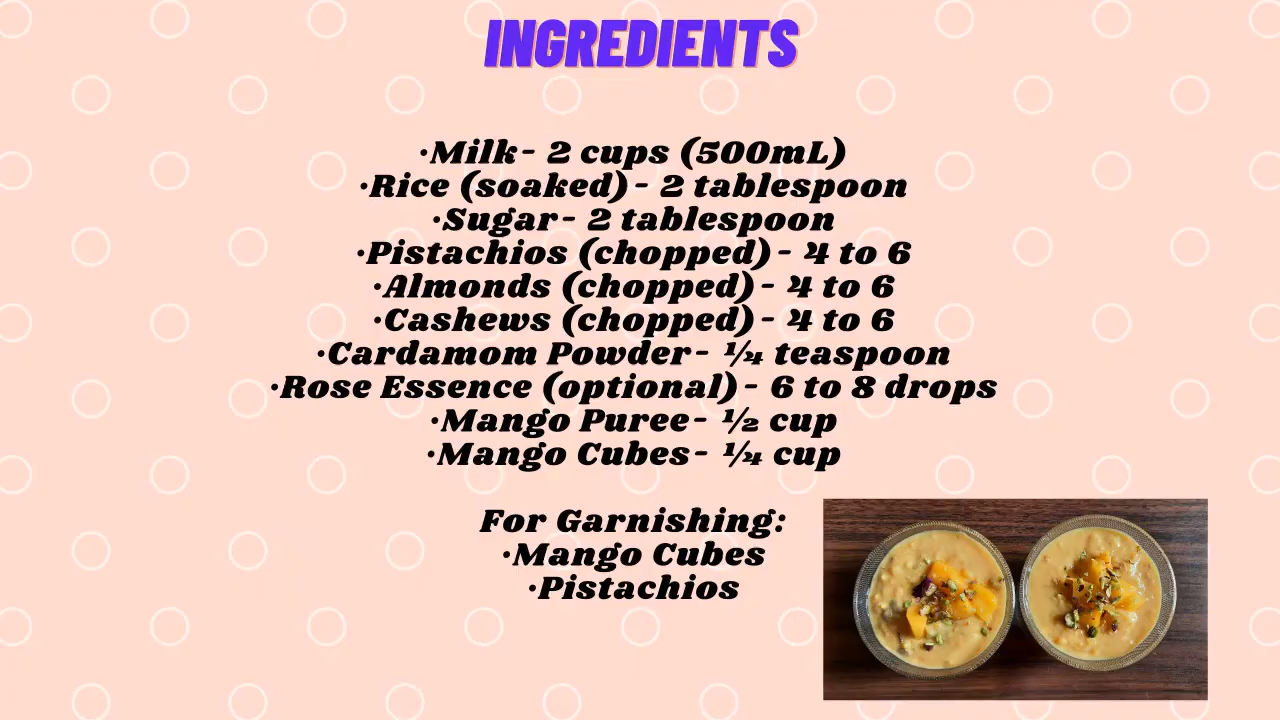 INGREDIENTS
·Milk- 2 cups (500mL)
·Rice (soaked)- 2 tablespoon
·Sugar- 2 tablespoon
·Pistachios (chopped)- 4 to 6
·Almonds (chopped)- 4 to 6
·Cashews (chopped)- 4 to 6
·Cardamom Powder- ¼ teaspoon
·Rose Essence (optional)- 6 to 8 drops
·Mango Puree- ½ cup
·Mango Cubes- ¼ cup
For Garnishing:
·Mango Cubes
·Pistachios